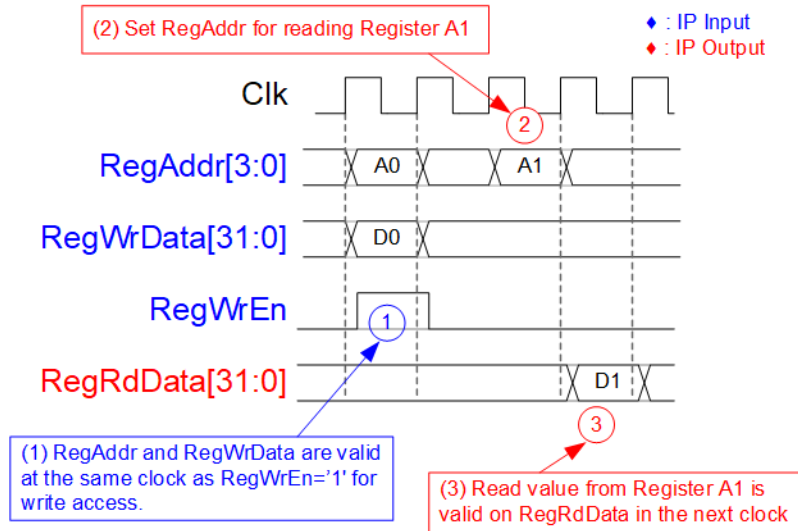 (2) Set RegAddr for reading Register A1
♦ : IP Input
♦ : IP Output
Clk
2
RegAddr[3:0]
A0
A1
RegWrData[31:0]
D0
RegWrEn
1
RegRdData[31:0]
D1
3
(1) RegAddr and RegWrData are valid
at the same clock as RegWrEn='1' for
write access.
(3) Read value from Register A1 is
valid on RegRdData in the next clock